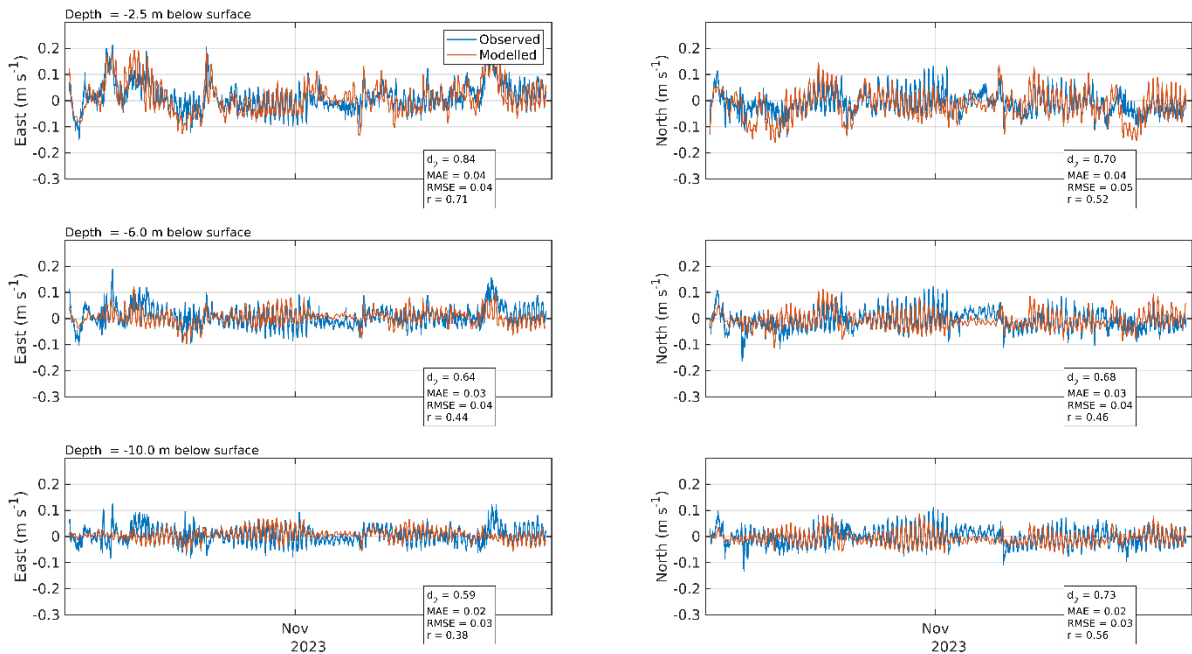 Depth = -2.5 m below surface
0.2
0.1
0
-0.1
-0.2
-0.3
East (m s-1)
Observed
Modelled
d2 = 0.84
MAE = 0.04
RMSE = 0.04
r = 0.71
0.2
0.1
0
-0.1
-0.2
-0.3
North (m s-1)
d2 = 0.70
MAE = 0.04
RMSE = 0.05
r = 0.52
Depth = -6.0 m below surface
0.2
0.1
0
-0.1
-0.2
-0.3
East (m s-1)
d2 = 0.64
MAE = 0.03
RMSE = 0.04
r = 0.44
0.2
0.1
0
-0.1
-0.2
-0.3
North (m s-1)
d2 = 0.68
MAE = 0.03
RMSE = 0.04
r = 0.46
Depth = -10.0 m below surface
0.2
0.1
0
-0.1
-0.2
-0.3
East (m s-1)
d2 = 0.59
MAE = 0.02
RMSE = 0.03
r = 0.38
Nov
2023
0.2
0.1
0
-0.1
-0.2
-0.3
North (m s-1)
d2 = 0.73
MAE = 0.02
RMSE = 0.03
r = 0.56
Nov
2023